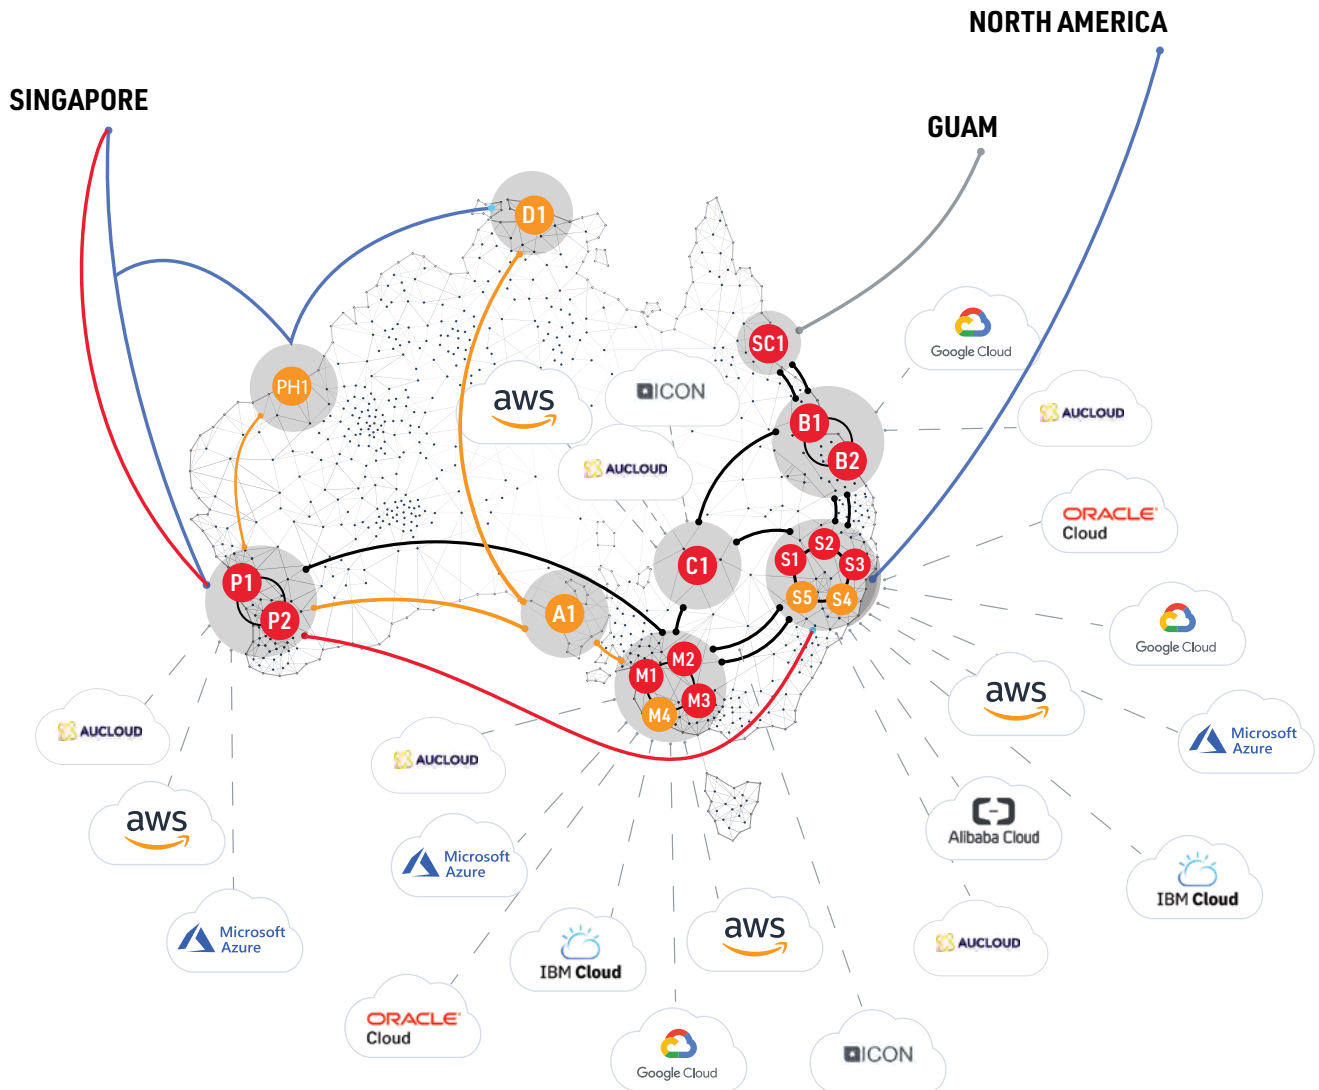 NORTH AMERICA
SINGAPORE
GUAM
D1
SC1
Google Cloud
PH1
aws
ICON
AUCLOUD
B1
B2
AUCLOUD
ORACLE
Cloud
P1
P2
C1
S1
S2
S3
S5
S4
A1
Google Cloud
M1
M2
M3
M4
aws
Microsoft
Azure
AUCLOUD
AUCLOUD
aws
Microsoft
Azure
Alibaba Cloud
IBM Cloud
Microsoft
Azure
IBM Cloud
aws
AUCLOUD
ORACLE
Cloud
Google Cloud
ICON